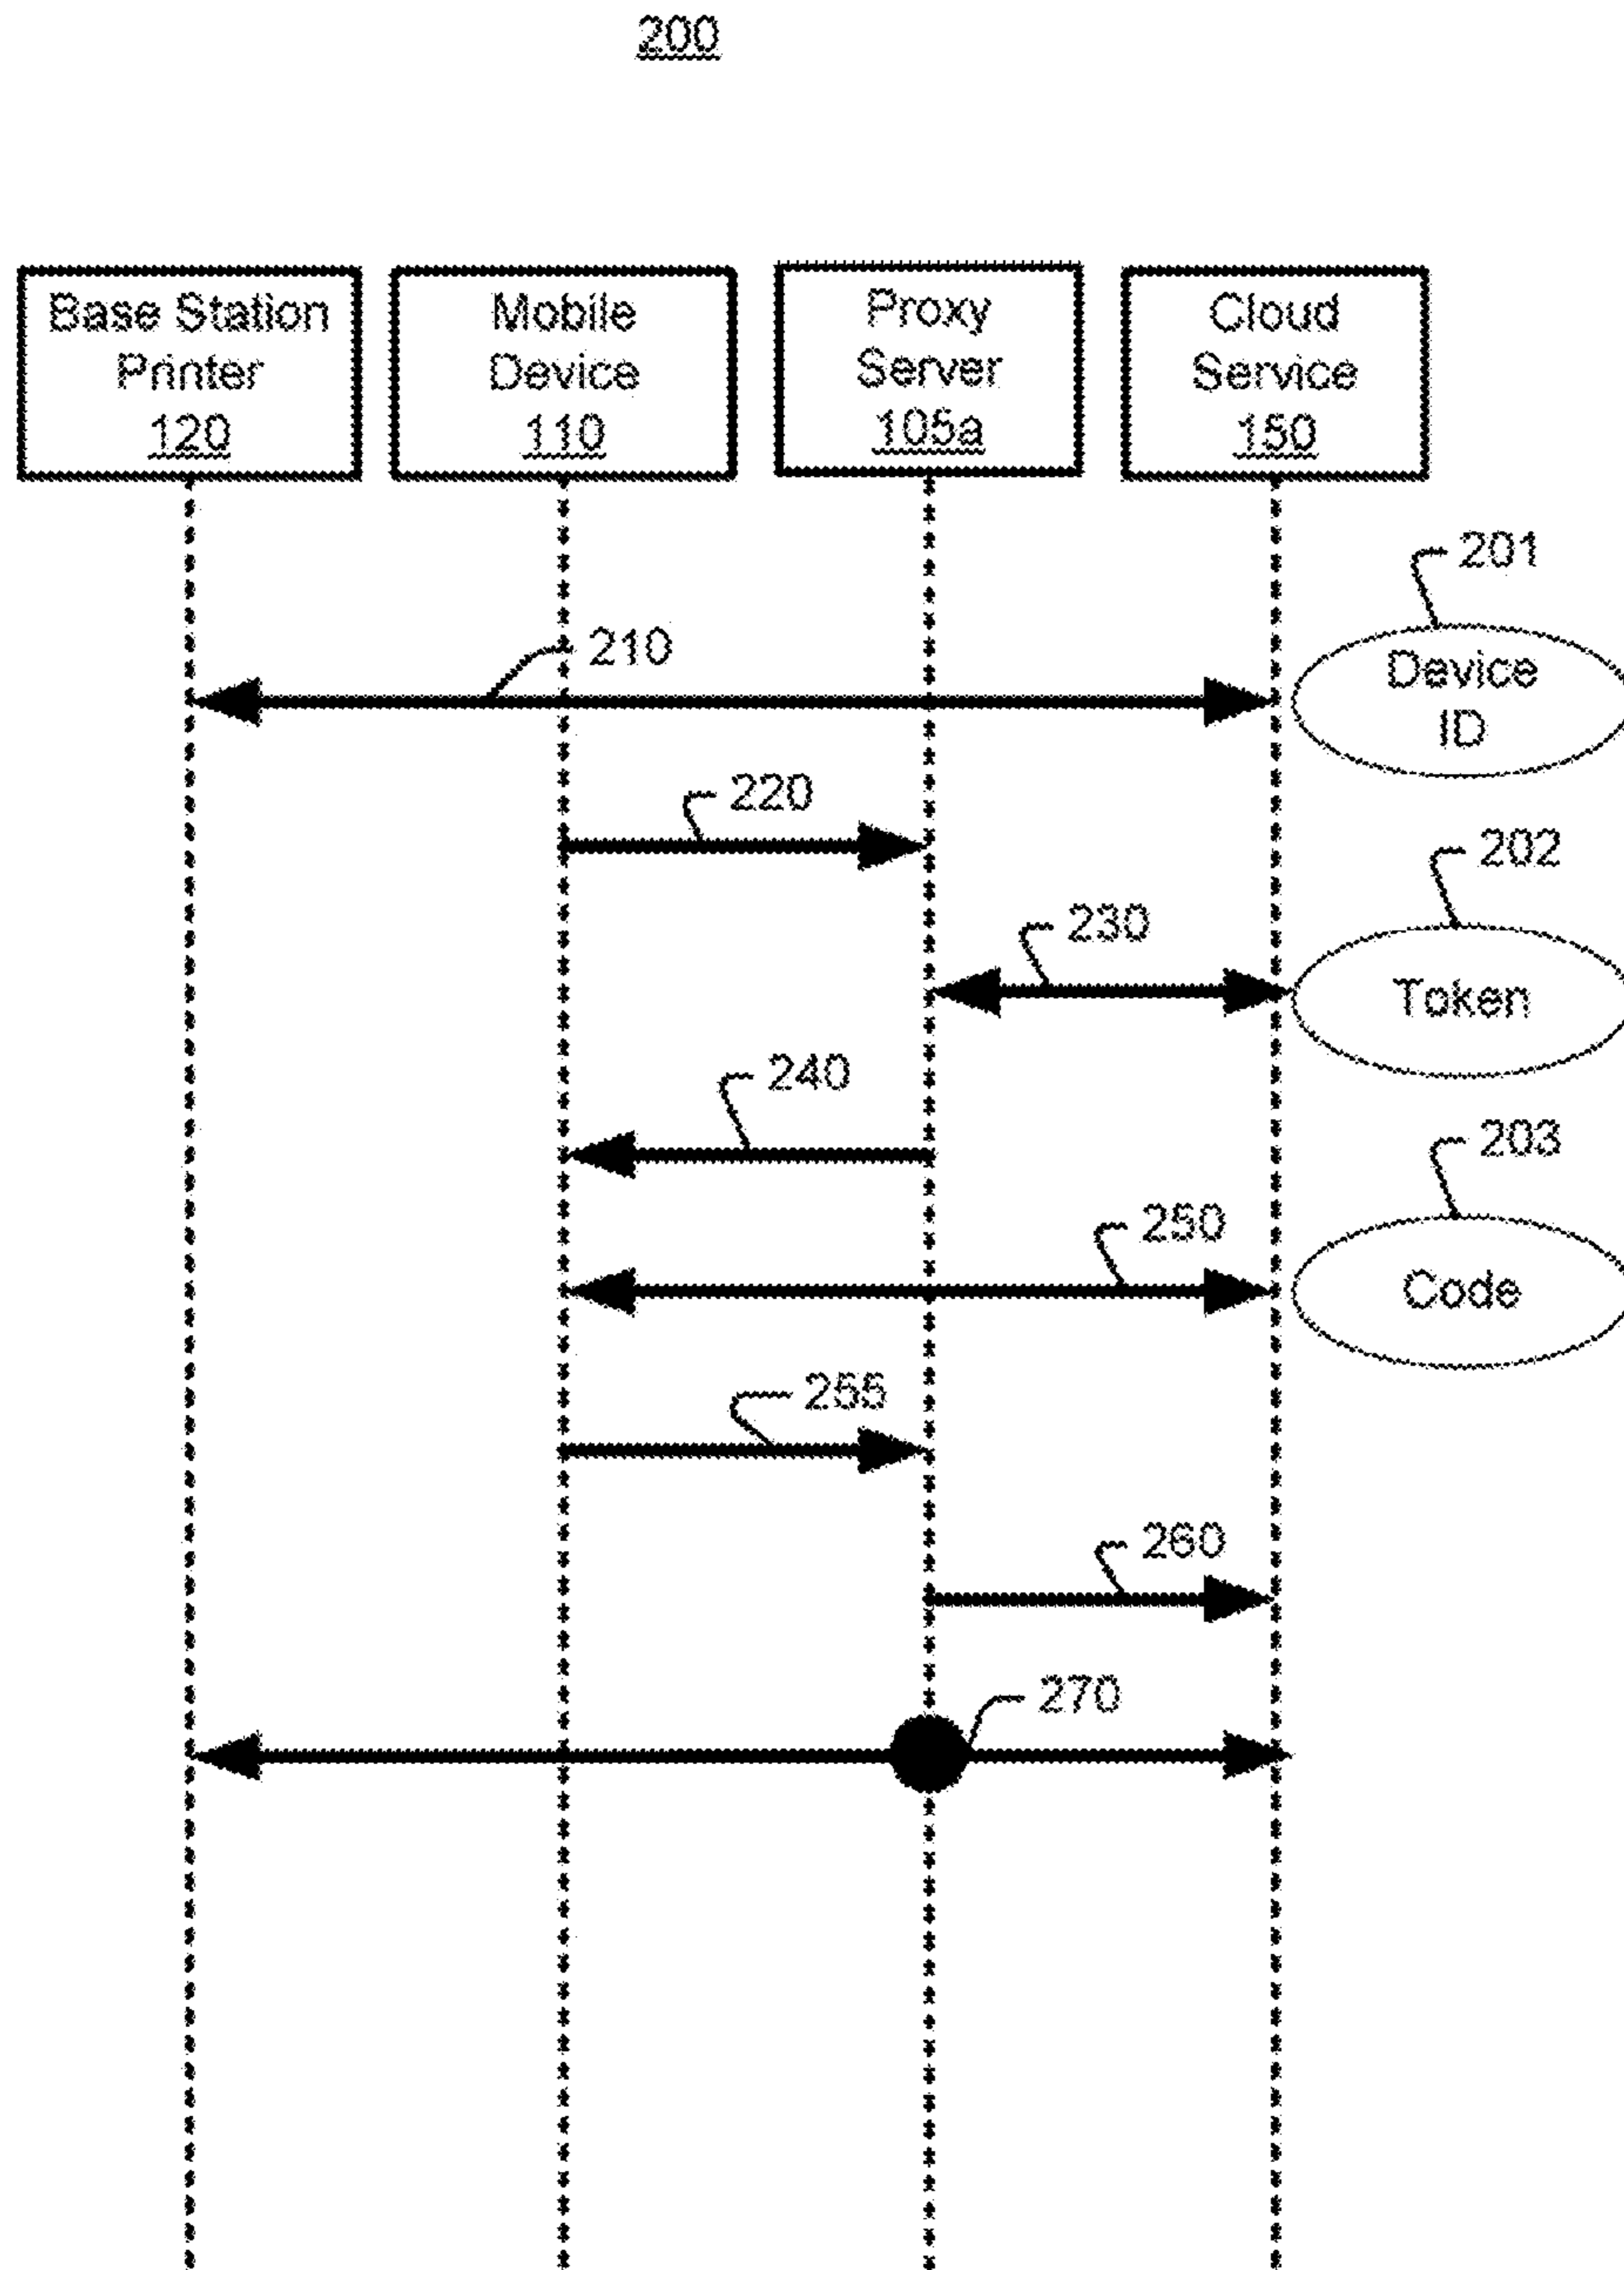 200
Base Station
Printer
120
Mobile
Device
110
Proxy
Server
105a
Cloud
Service
150
201
210
Device
ID
220
202
230
Token
240
203
250
Code
255
260
270